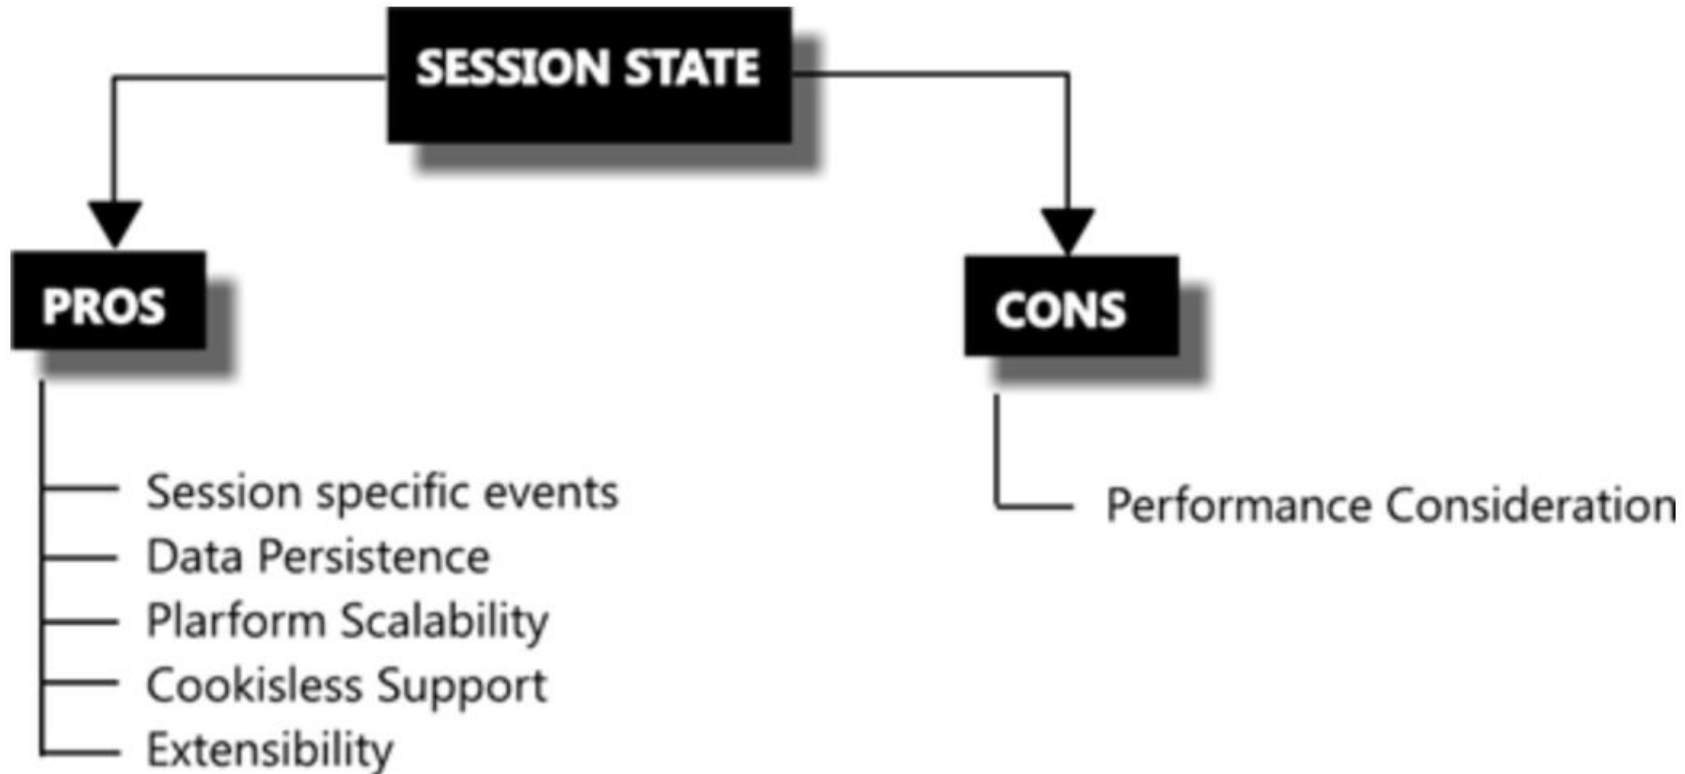 SESSION STATE
PROS
CONS
Session specific events
Data Persistence
Plarform Scalability
Cookisless Support
Extensibility
Performance Consideration